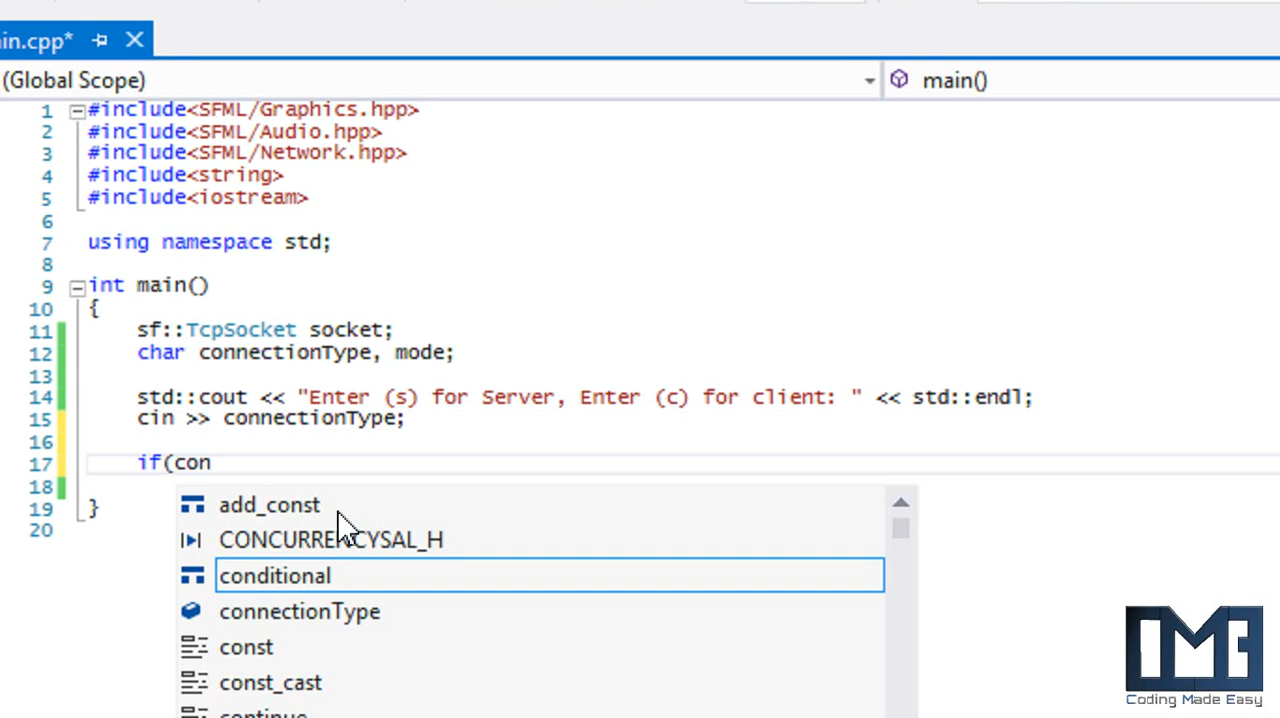 in.cpp*
(Global Scope) main()
1 #include<SFML/Graphics.hpp>
2 #include<SFML/Audio.hpp>
3 #include<SFML/Network.hpp>
4 #include<string>
5 #include<iostream>
6
7 using namespace std;
8
9 int main()
10 {
11 sf::TcpSocket socket;
12 char connectionType, mode;
13
14 std::cout << "Enter (s) for Server, Enter (c) for client: " << std::endl;
15 cin >> connectionType;
16
17 if(con
18
19 }
20
add_const
CONCURRENCYSAL_H
conditional
connectionType
const
const_cast
continue
CMG
Coding Made Easy